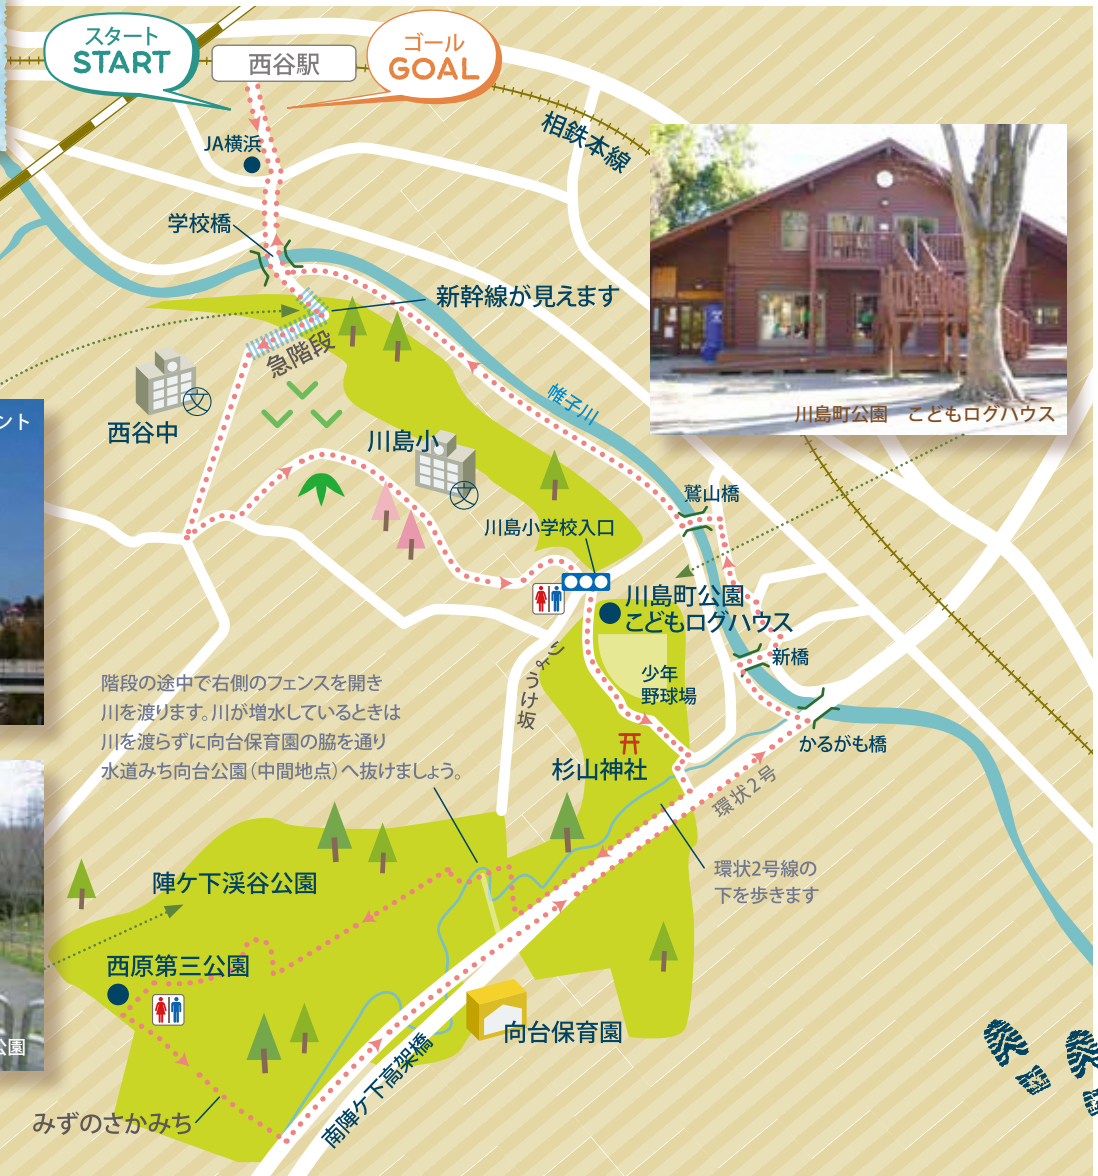 スタート
START
西谷駅
ゴール
GOAL
相鉄本線
JA横浜
学校橋
新幹線が見えます
急階段
西谷中
川島小
帷子川
川島町公園　こどもログハウス
ント
鷲山橋
川島小学校入口
川島町公園
こどもログハウス
新橋
少年
野球場
かるがも橋
杉山神社
環状2号
階段の途中で右側のフェンスを開き
川を渡ります。川が増水しているときは
川を渡らずに向台保育園の脇を通り
水道みち向台公園（中間地点）へ抜けましょう。
環状2号線の
下を歩きます
陣ケ下渓谷公園
西原第三公園
向台保育園
公園
南陣ケ下高架橋
みずのさかみち